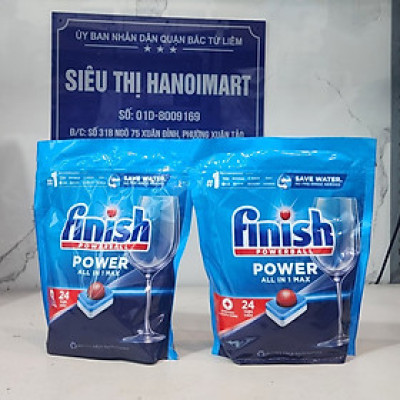 ỦY BAN NHÂN DÂN QUẬN BẮC TỪ LIÊM
SIÊU THỊ HANOIMART
SỐ: 01D-8009169
Đ/C: SỐ 31B NGÕ 75 XUÂN ĐỈNH, PHƯỜNG XUÂN TẢO
#1
SAVE WATER.
finish
POWERBALL
POWER
ALL IN 1 MAX
24
#1
SAVE WATER.
finish
POWERBALL
POWER
ALL IN 1 MAX
24